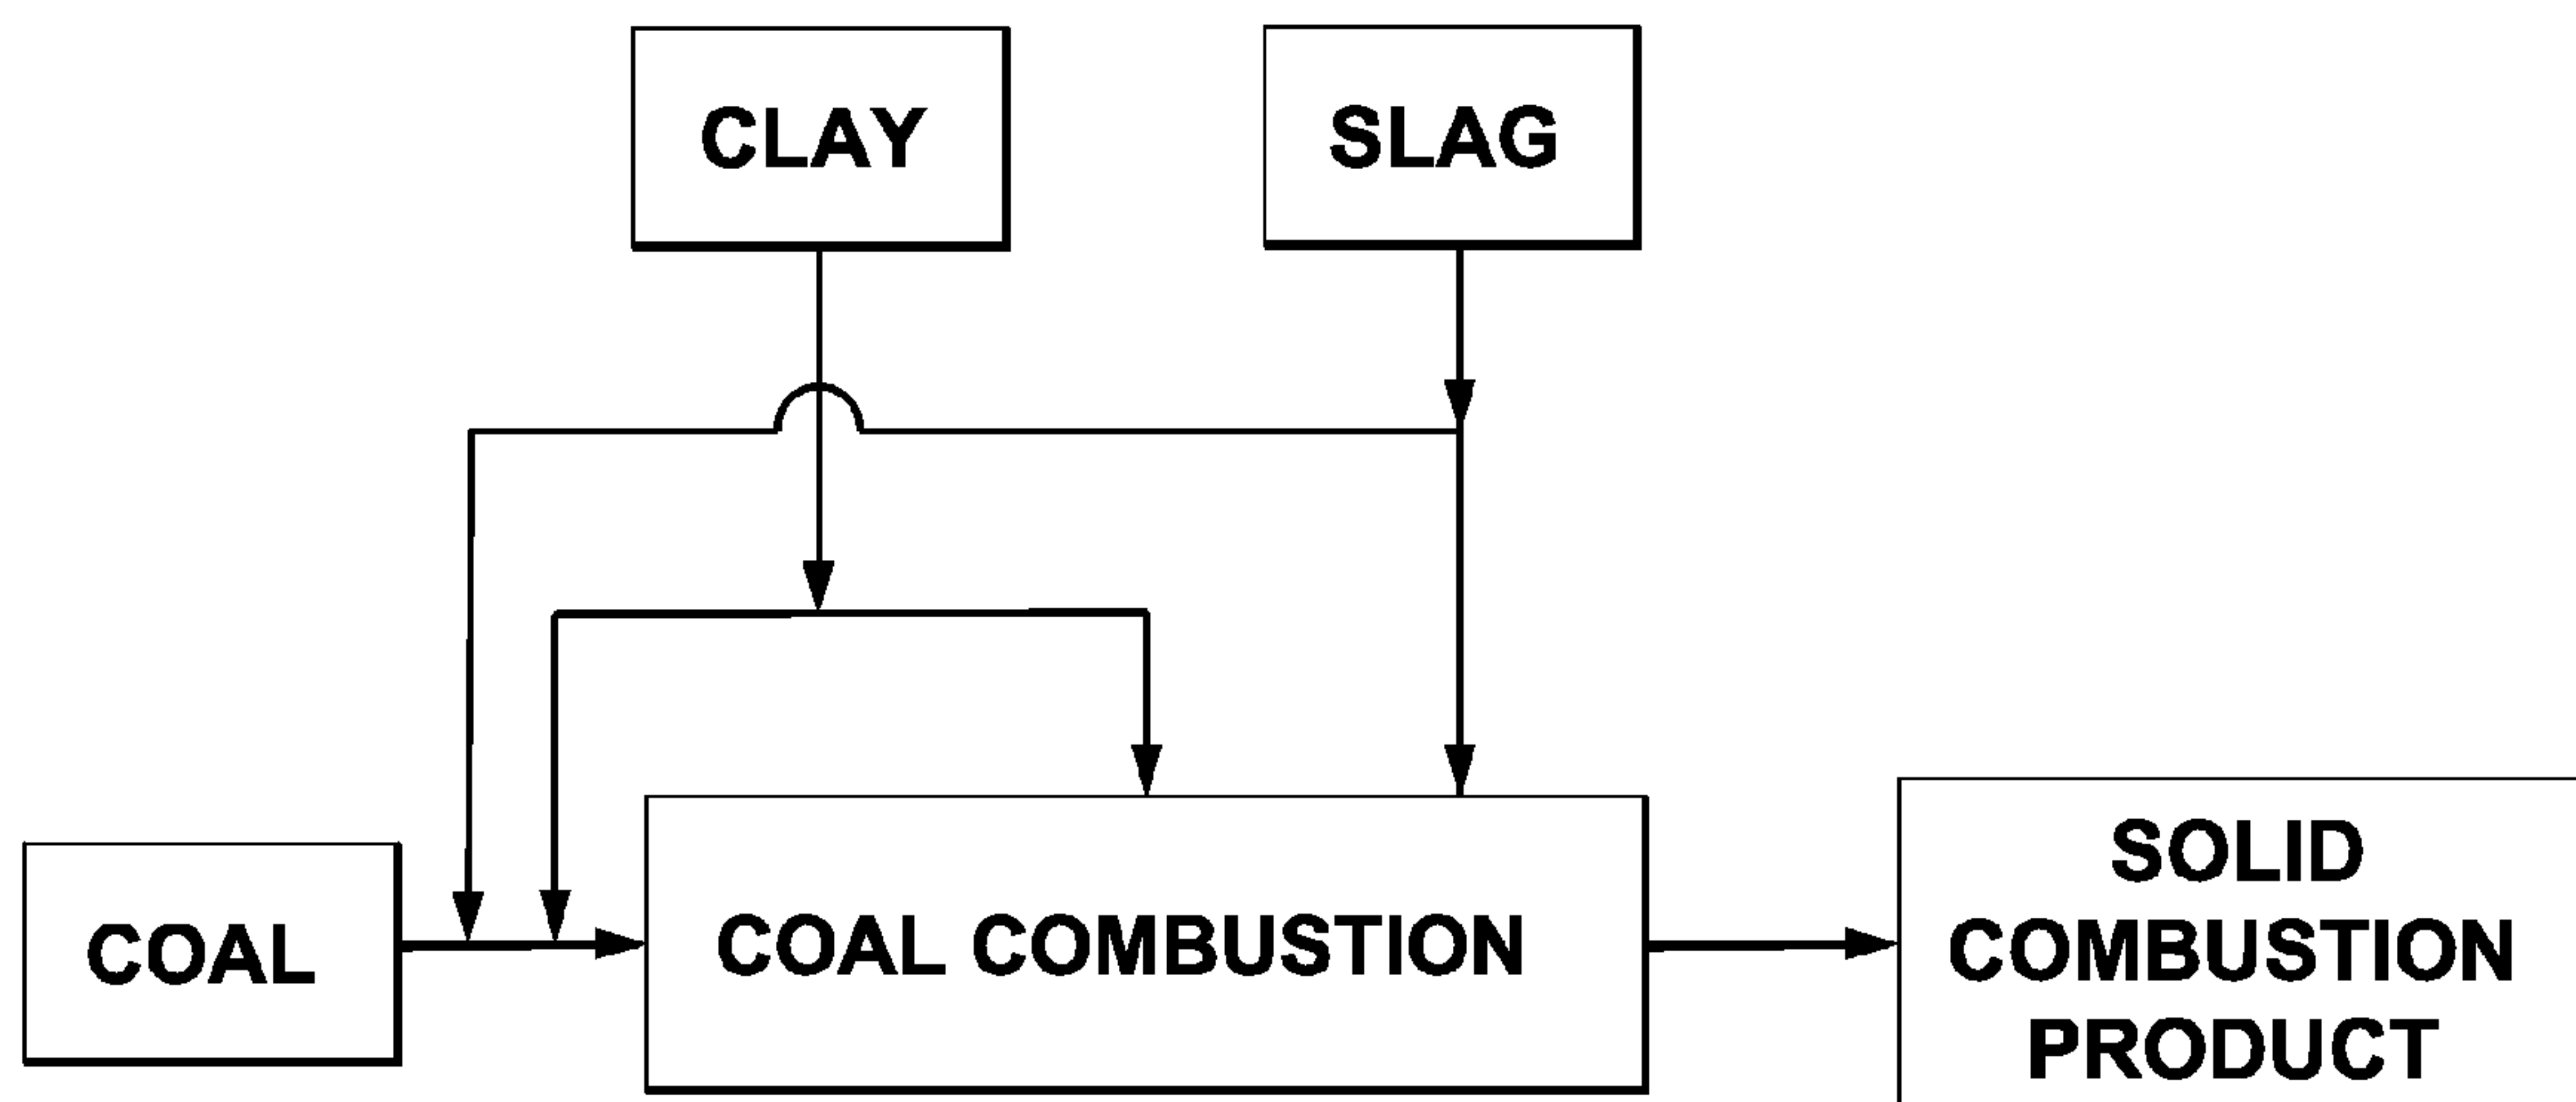 CLAY
SLAG
COAL
COAL COMBUSTION
SOLID
COMBUSTION
PRODUCT